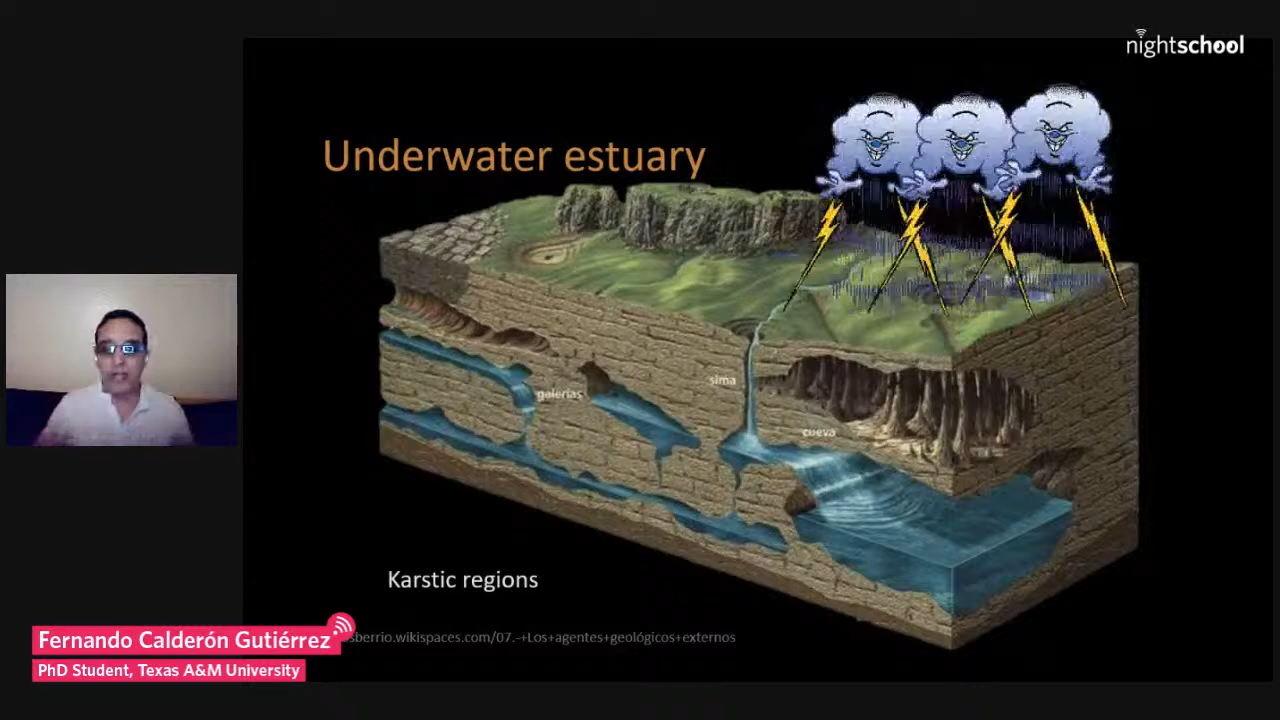 nightschool
Underwater estuary
sima
galerías
cueva
Karstic regions
sberrio.wikispaces.com/07.-+Los+agentes+geológicos+externos
Fernando Calderón Gutiérrez
PhD Student, Texas A&M University